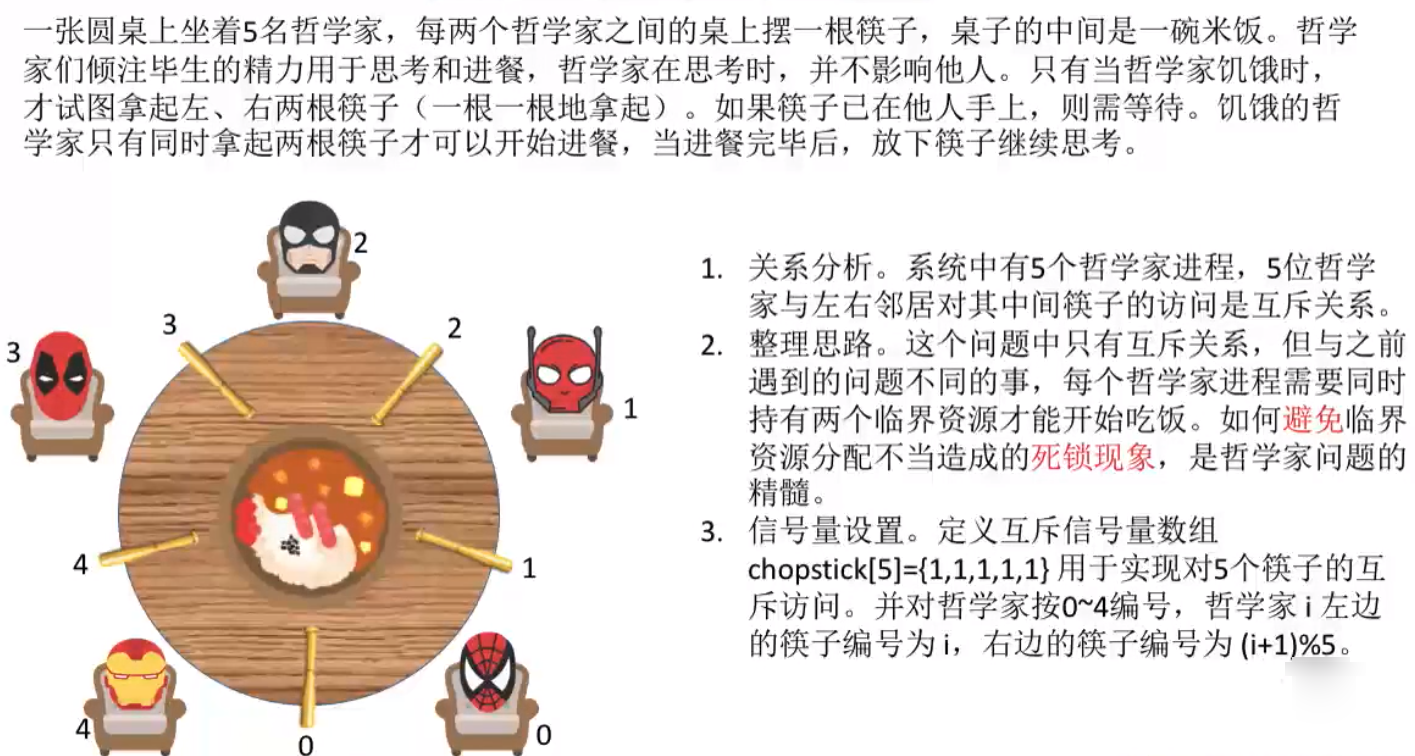 一张圆桌上坐着5名哲学家，每两个哲学家之间的桌上摆一根筷子，桌子的中间是一碗米饭。哲学
家们倾注毕生的精力用于思考和进餐，哲学家在思考时，并不影响他人。只有当哲学家饥饿时，
才试图拿起左、右两根筷子（一根一根地拿起）。如果筷子已在他人手上，则需等待。饥饿的哲
学家只有同时拿起两根筷子才可以开始进餐，当进餐完毕后，放下筷子继续思考。
2
3
2
3
1
4
1
4
0
0
1. 关系分析。系统中有5个哲学家进程，5位哲学
家与左右邻居对其中间筷子的访问是互斥关系。
2. 整理思路。这个问题中只有互斥关系，但与之前
遇到的问题不同的事，每个哲学家进程需要同时
持有两个临界资源才能开始吃饭。如何避免临界
资源分配不当造成的死锁现象，是哲学家问题的
精髓。
3. 信号量设置。定义互斥信号量数组
chopstick[5]={1,1,1,1,1} 用于实现对5个筷子的互
斥访问。并对哲学家按0~4编号，哲学家 i 左边
的筷子编号为 i，右边的筷子编号为 (i+1)%5。